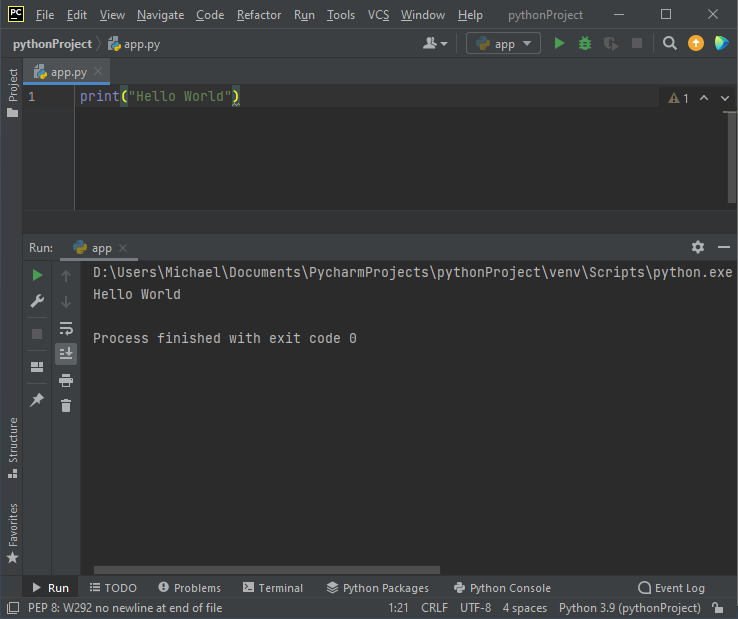 PC File Edit View Navigate Code Refactor Run Tools VCS Window Help pythonProject
pythonProject app.py app
app.py
1 print("Hello World") 1
Project
Run: app
D:\Users\Michael\Documents\PycharmProjects\pythonProject\venv\Scripts\python.exe
Hello World
Process finished with exit code 0
Structure
Favorites
Run TODO Problems Terminal Python Packages Python Console Event Log
PEP 8: W292 no newline at end of file 1:21 CRLF UTF-8 4 spaces Python 3.9 (pythonProject)